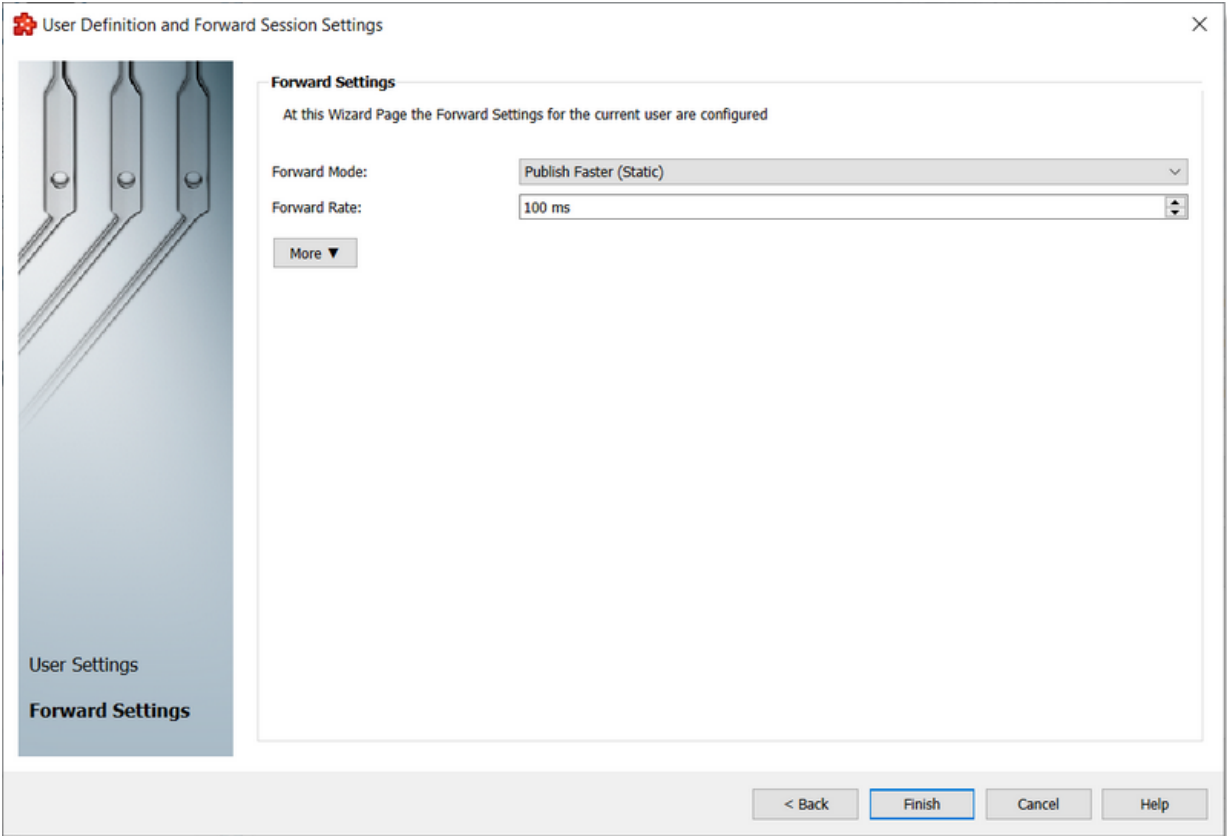 User Definition and Forward Session Settings
Forward Settings
At this Wizard Page the Forward Settings for the current user are configured
Forward Mode:
Publish Faster (Static)
Forward Rate:
100 ms
More ▼
User Settings
Forward Settings
< Back
Finish
Cancel
Help